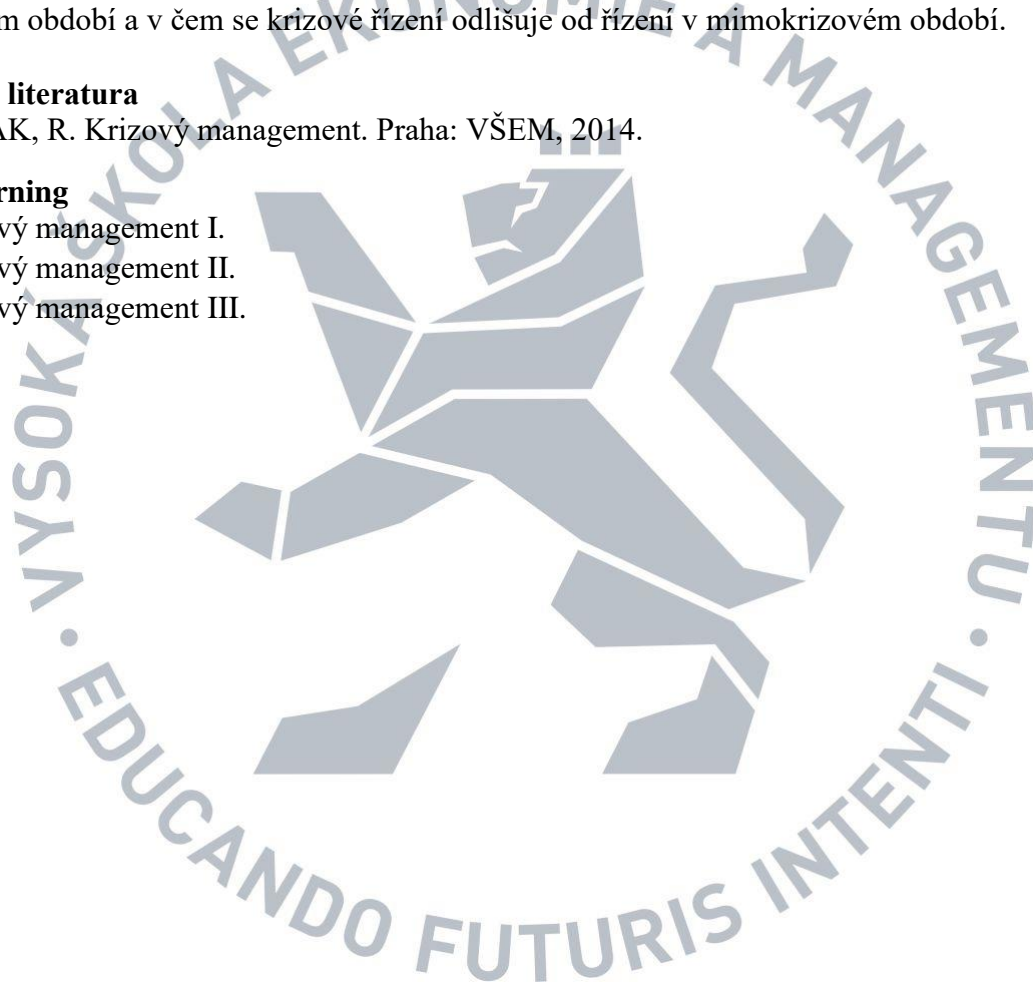 m období a v čem se krizové řízení odlišuje od řízení v mimokrizovém období.
literatura
AK, R. Krizový management. Praha: VŠEM, 2014.
rning
vý management I.
vý management II.
vý management III.
VYSOKÁ ŠKOLA EKONOMIE A MANAGEMENTU • EDUCANDO FUTURIS INTENTI •